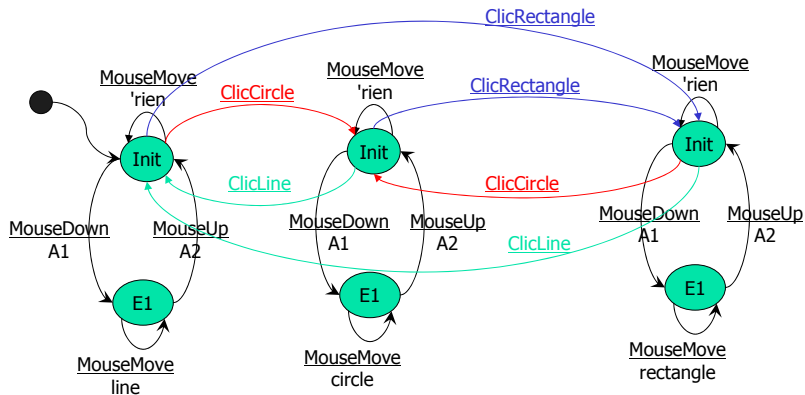 ClicRectangle
MouseMove
'rien
ClicCircle
MouseMove
'rien
ClicRectangle
MouseMove
'rien
Init
Init
Init
ClicLine
ClicCircle
MouseDown
A1
MouseUp
A2
MouseDown
A1
MouseUp
A2
ClicLine
MouseDown
A1
MouseUp
A2
E1
E1
E1
MouseMove
line
MouseMove
circle
MouseMove
rectangle